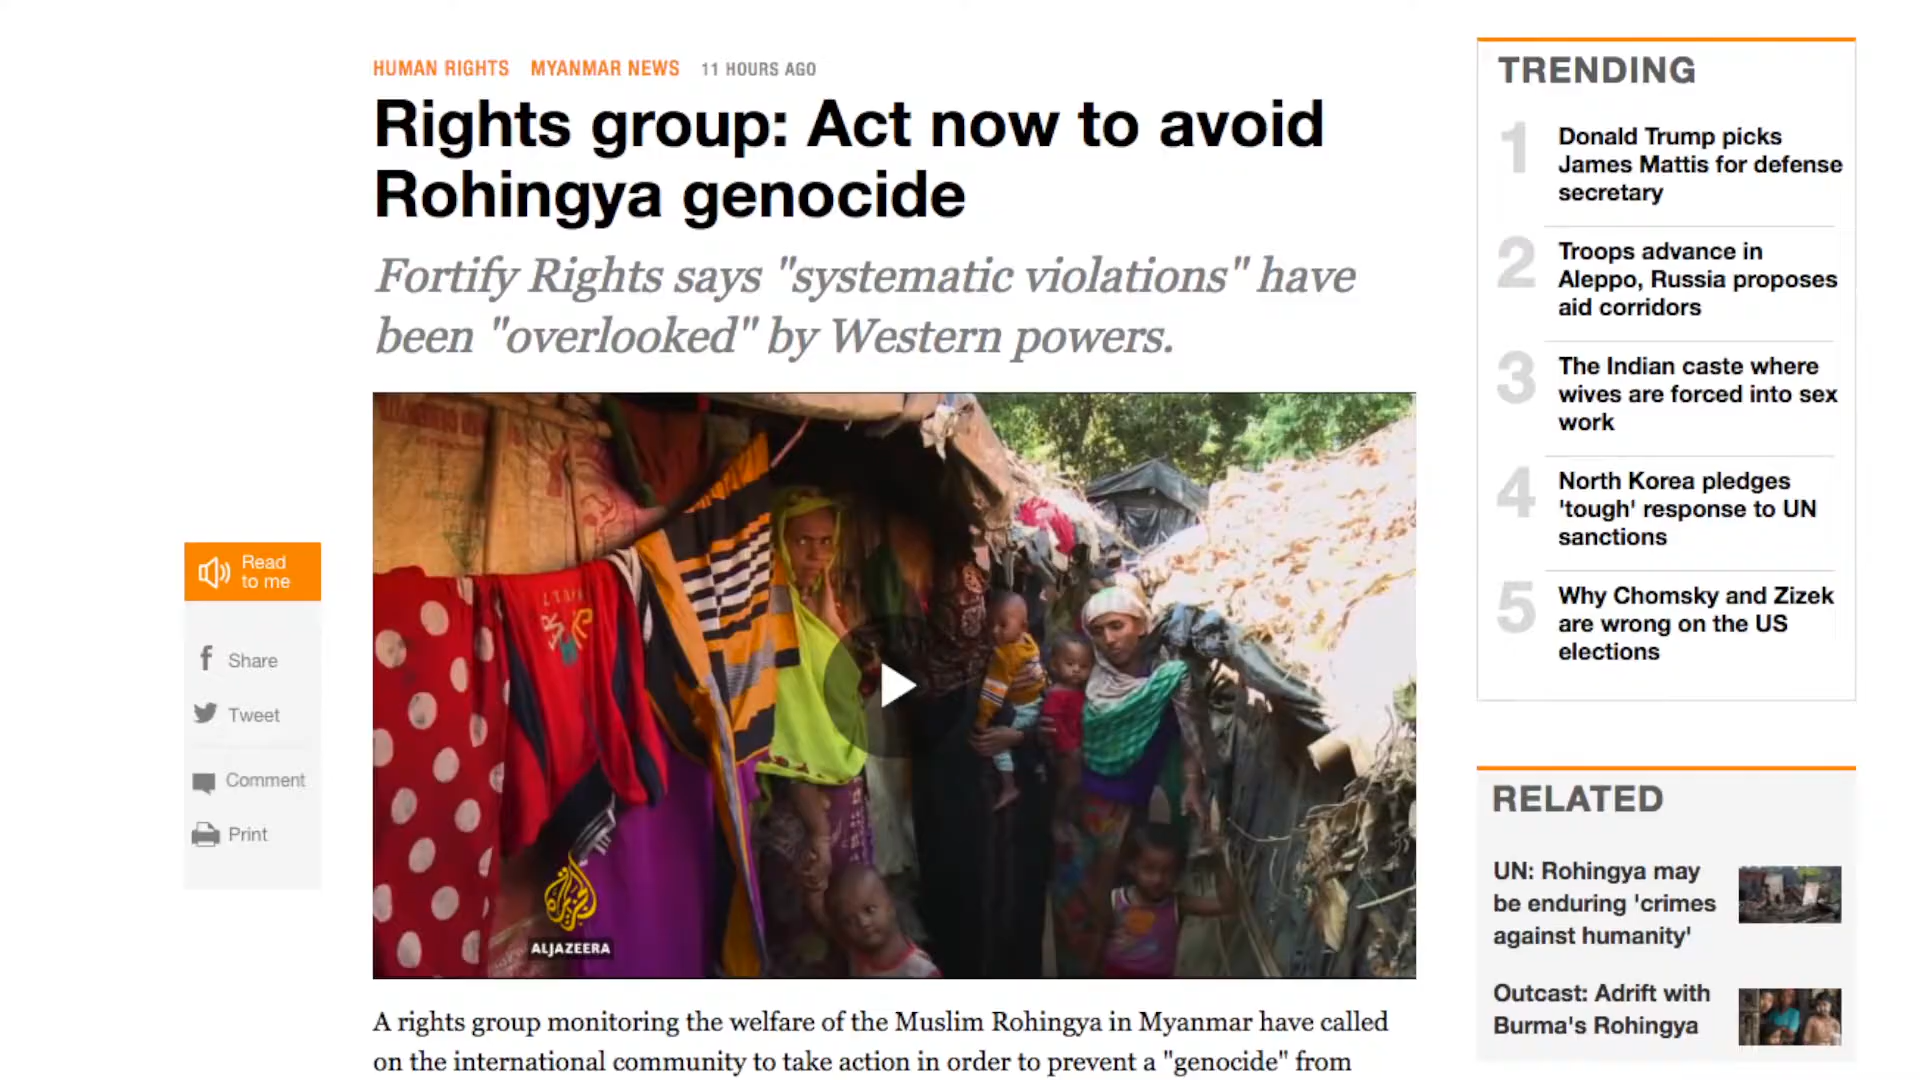 HUMAN RIGHTS MYANMAR NEWS 11 HOURS AGO
Rights group: Act now to avoid
Rohingya genocide
Fortify Rights says "systematic violations" have
been "overlooked" by Western powers.
Read
to me
Share
Tweet
Comment
Print
ALJAZEERA
A rights group monitoring the welfare of the Muslim Rohingya in Myanmar have called
on the international community to take action in order to prevent a "genocide" from
TRENDING
1 Donald Trump picks
James Mattis for defense
secretary
2 Troops advance in
Aleppo, Russia proposes
aid corridors
3 The Indian caste where
wives are forced into sex
work
4 North Korea pledges
'tough' response to UN
sanctions
5 Why Chomsky and Zizek
are wrong on the US
elections
RELATED
UN: Rohingya may
be enduring 'crimes
against humanity'
Outcast: Adrift with
Burma's Rohingya